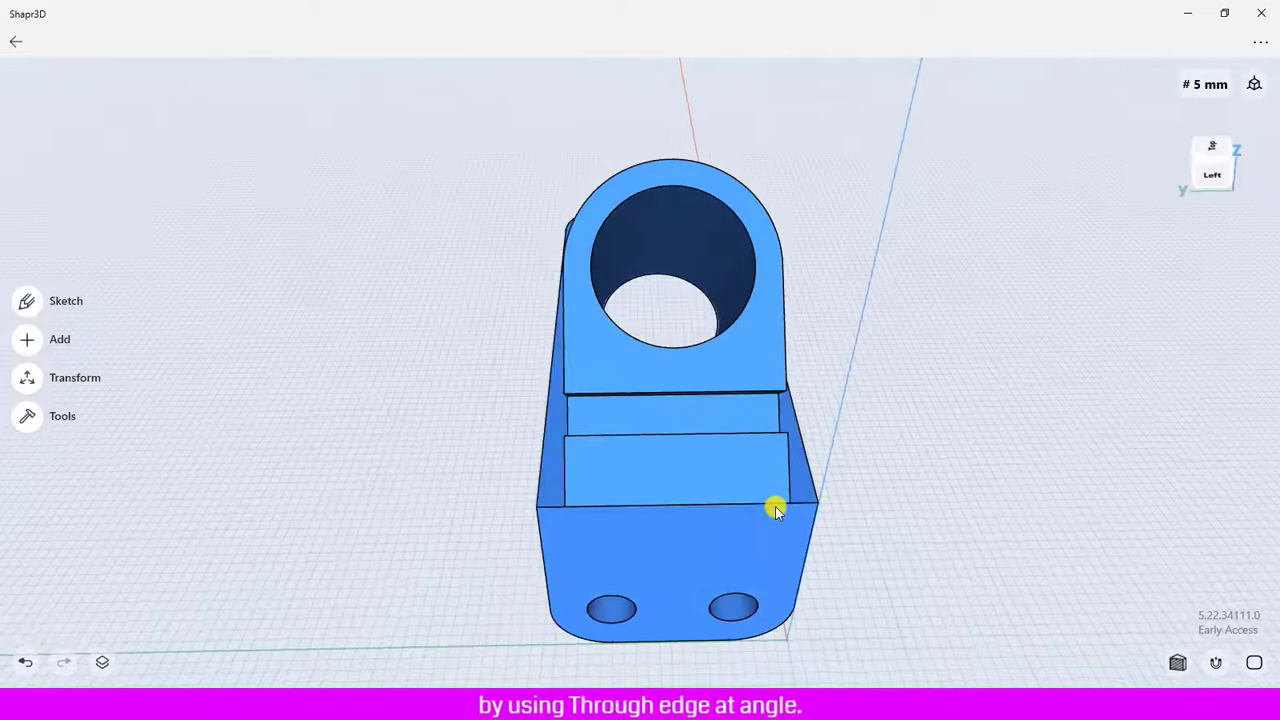 Shapr3D
# 5 mm
Z
Left
y
Sketch
Add
Transform
Tools
5.22.34111.0
Early Access
by using Through edge at angle.